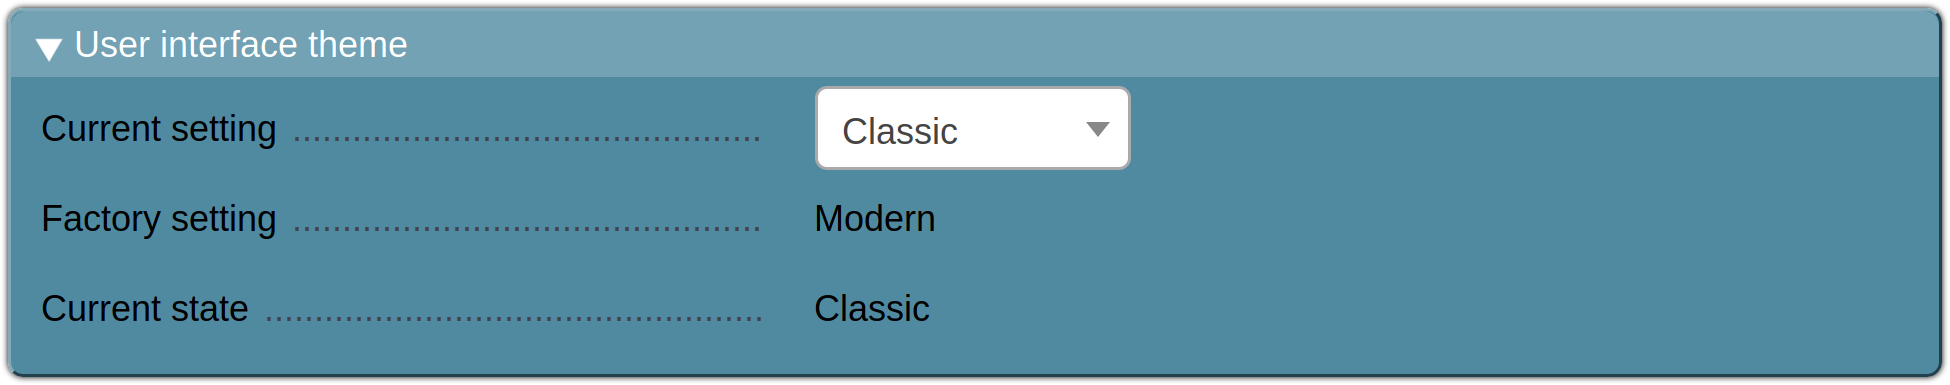 User interface theme
Current setting ............................................... Classic
Factory setting ............................................... Modern
Current state .................................................. Classic